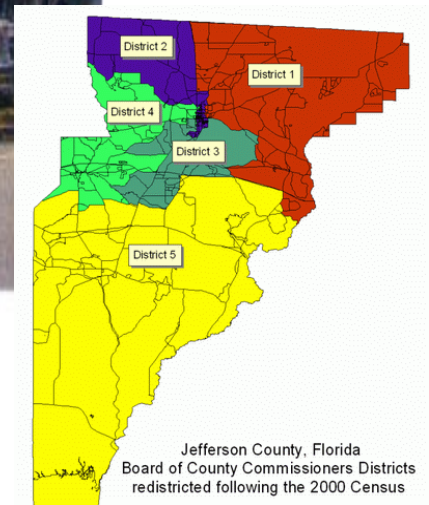 District 2
District 1
District 4
District 3
District 5
Jefferson County, Florida
Board of County Commissioners Districts
redistricted following the 2000 Census